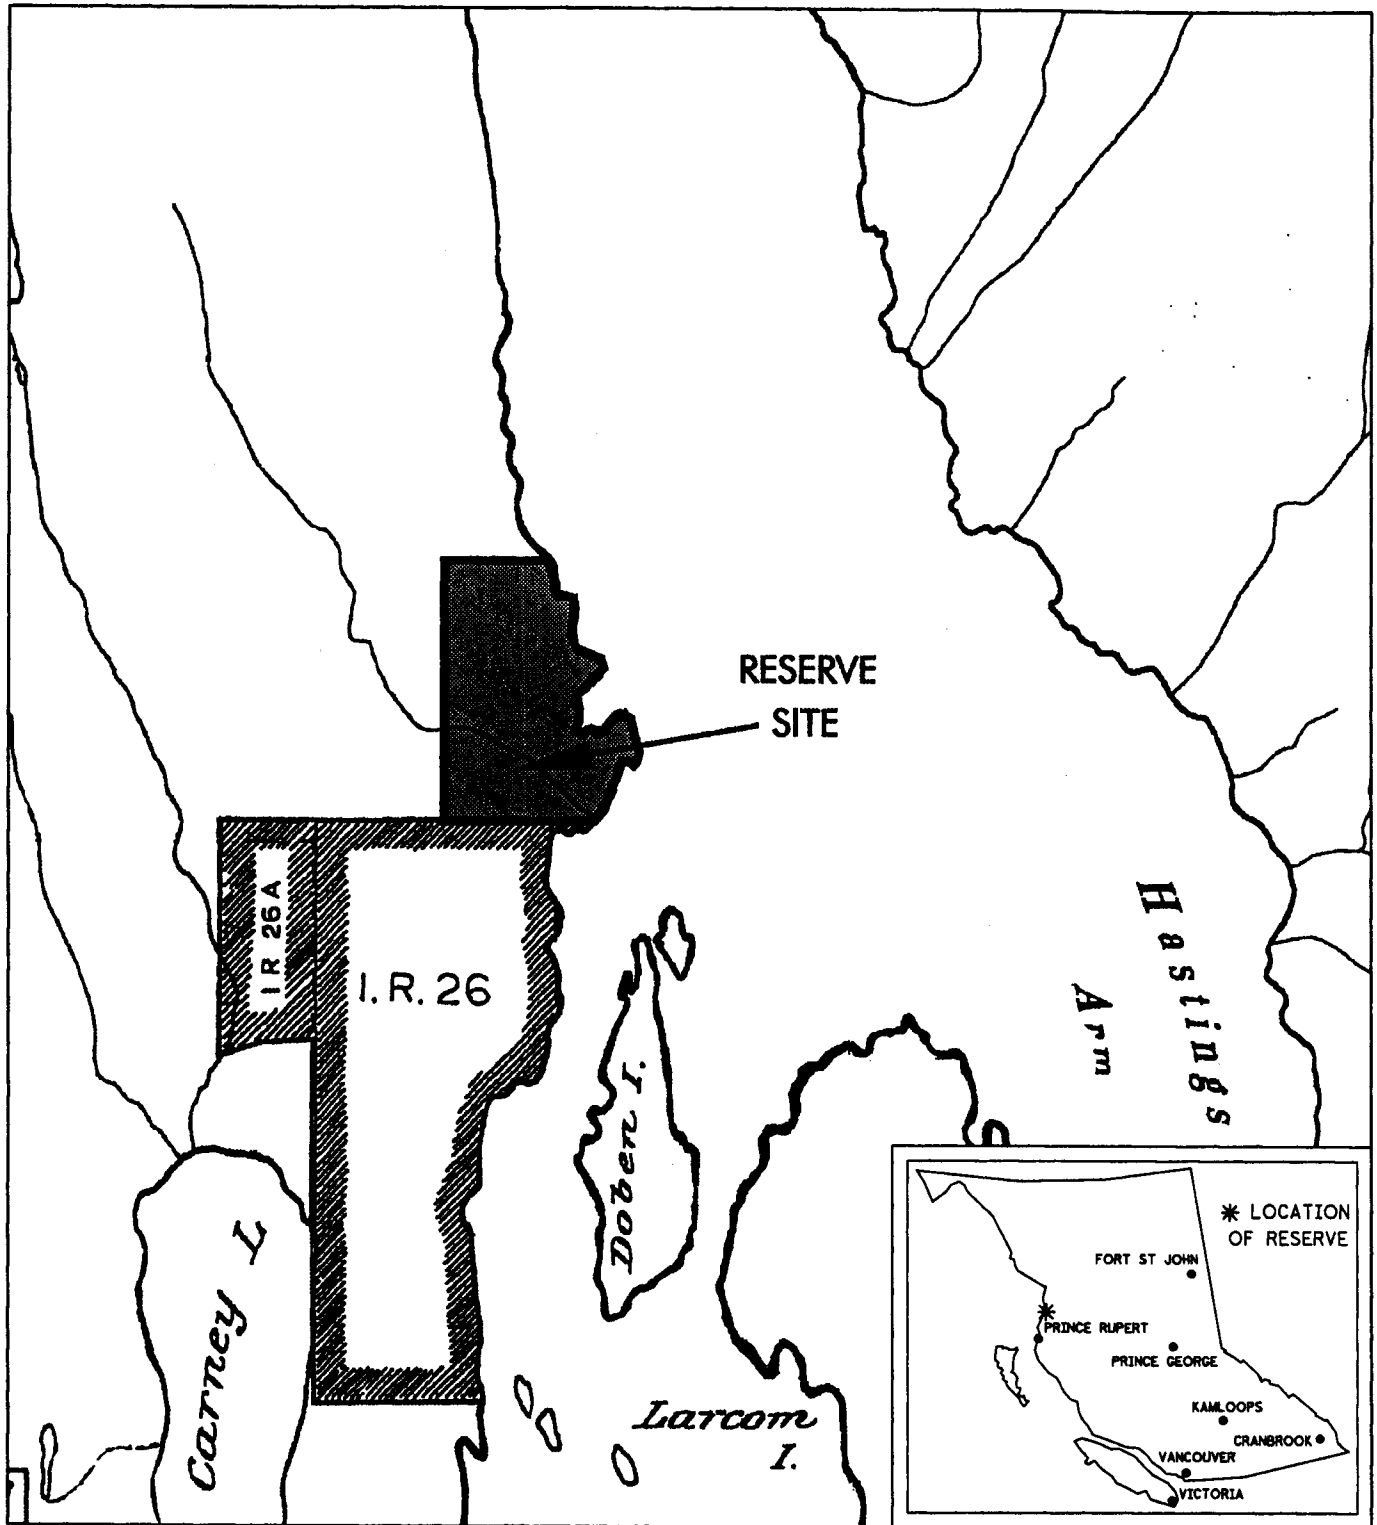 RESERVE
SITE
I R 26A
I. R. 26
Hastings
Arm
Doben I.
Carney L
Larcom
I.
✳ LOCATION
OF RESERVE
FORT ST JOHN
PRINCE RUPERT
PRINCE GEORGE
KAMLOOPS
CRANBROOK
VANCOUVER
VICTORIA